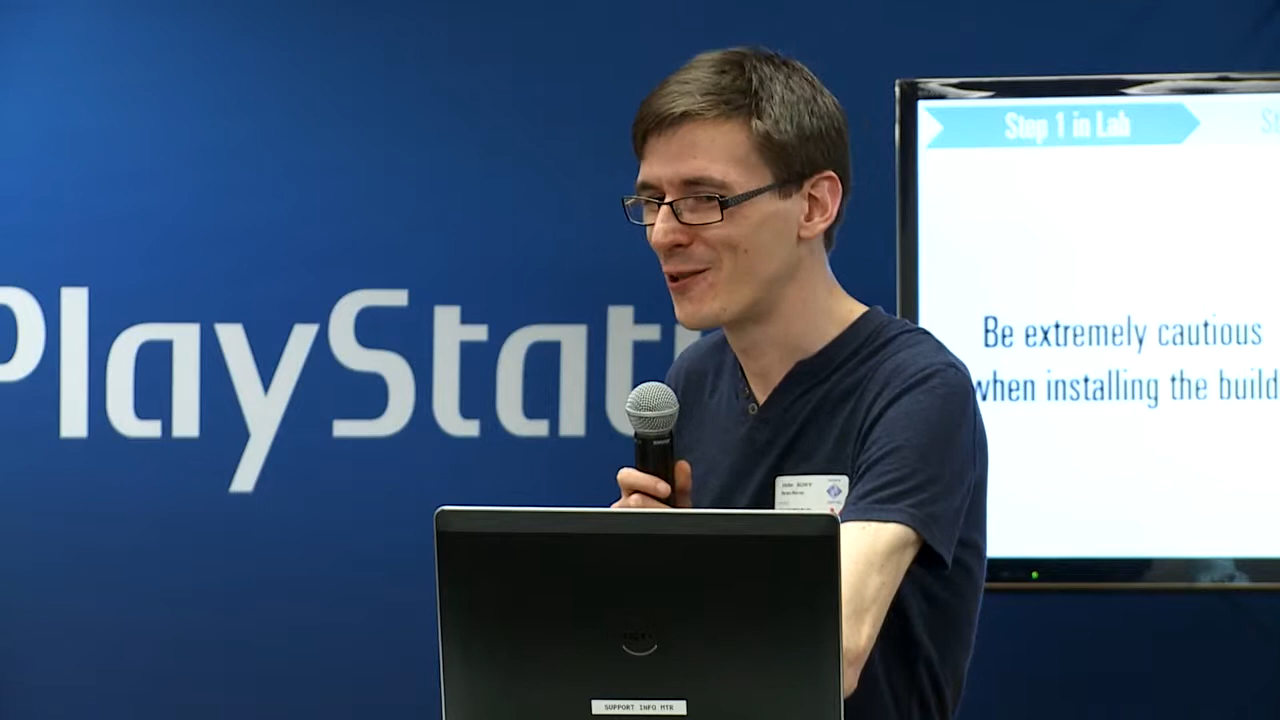 PlayStati
Step 1 in Lab
Be extremely cautious
when installing the build
SUPPORT INFO MTR